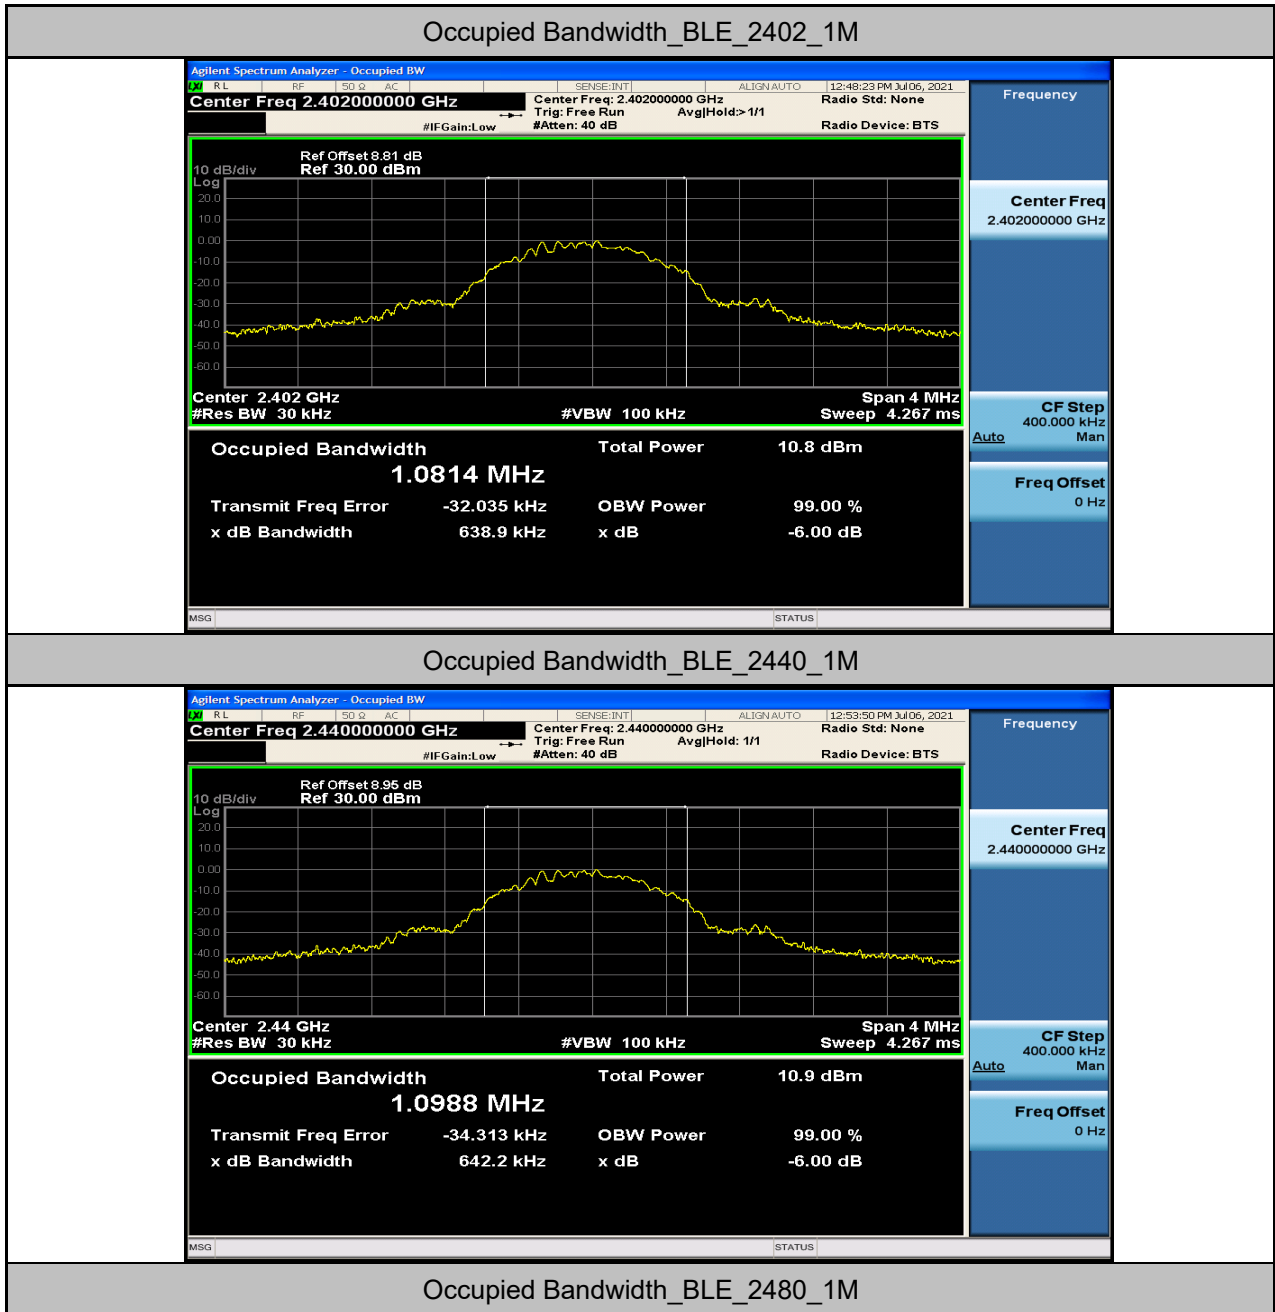 Occupied Bandwidth_BLE_2402_1M
Agilent Spectrum Analyzer - Occupied BW
LXI RL RF 50 Ω AC SENSE:INT ALIGN AUTO 12:48:23 PM Jul 06, 2021
Center Freq 2.402000000 GHz Center Freq: 2.402000000 GHz Radio Std: None Frequency
Trig: Free Run Avg|Hold:>1/1
#IFGain:Low #Atten: 40 dB Radio Device: BTS
Ref Offset 8.81 dB
10 dB/div Ref 30.00 dBm
Log
20.0
10.0
0.00
-10.0
-20.0
-30.0
-40.0
-50.0
-60.0
Center 2.402 GHz Span 4 MHz
#Res BW 30 kHz #VBW 100 kHz Sweep 4.267 ms
Center Freq
2.402000000 GHz
CF Step
400.000 kHz
Auto Man
Freq Offset
0 Hz
Occupied Bandwidth Total Power 10.8 dBm
1.0814 MHz
Transmit Freq Error -32.035 kHz OBW Power 99.00 %
x dB Bandwidth 638.9 kHz x dB -6.00 dB
MSG STATUS
Occupied Bandwidth_BLE_2440_1M
Agilent Spectrum Analyzer - Occupied BW
LXI RL RF 50 Ω AC SENSE:INT ALIGN AUTO 12:53:50 PM Jul 06, 2021
Center Freq 2.440000000 GHz Center Freq: 2.440000000 GHz Radio Std: None Frequency
Trig: Free Run Avg|Hold: 1/1
#IFGain:Low #Atten: 40 dB Radio Device: BTS
Ref Offset 8.95 dB
10 dB/div Ref 30.00 dBm
Log
20.0
10.0
0.00
-10.0
-20.0
-30.0
-40.0
-50.0
-60.0
Center 2.44 GHz Span 4 MHz
#Res BW 30 kHz #VBW 100 kHz Sweep 4.267 ms
Center Freq
2.440000000 GHz
CF Step
400.000 kHz
Auto Man
Freq Offset
0 Hz
Occupied Bandwidth Total Power 10.9 dBm
1.0988 MHz
Transmit Freq Error -34.313 kHz OBW Power 99.00 %
x dB Bandwidth 642.2 kHz x dB -6.00 dB
MSG STATUS
Occupied Bandwidth_BLE_2480_1M